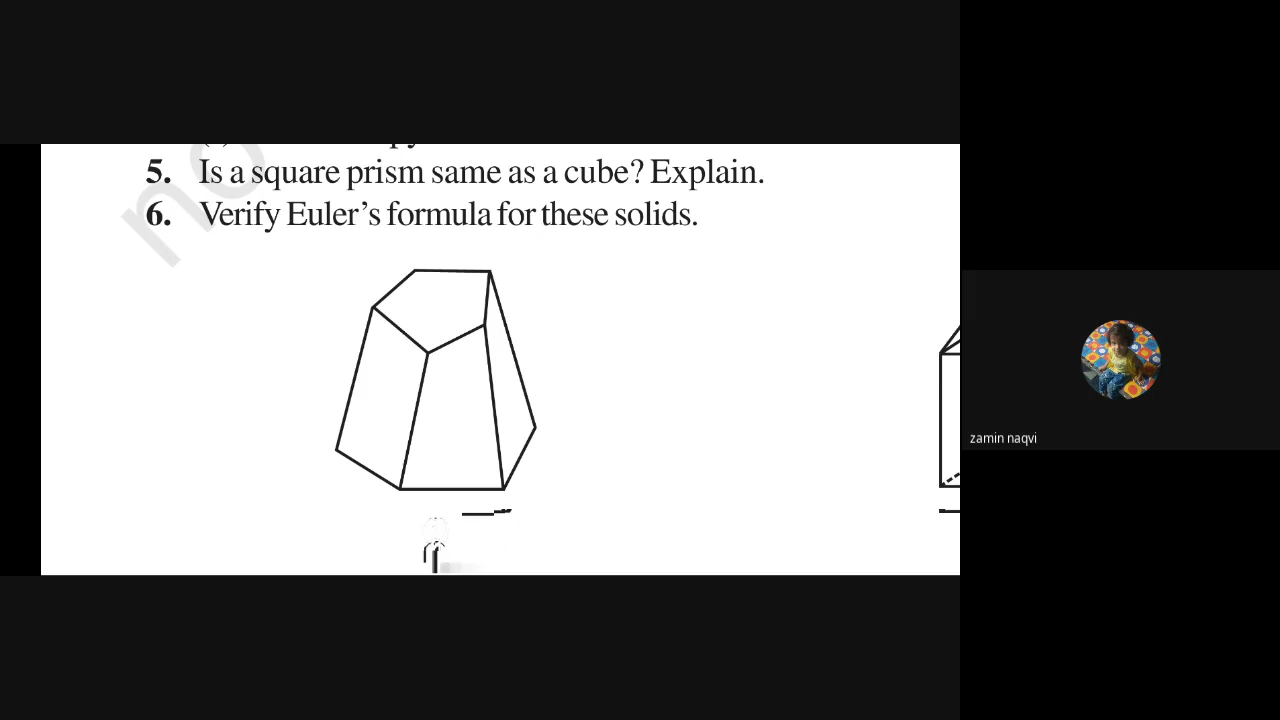 5. Is a square prism same as a cube? Explain.
6. Verify Euler's formula for these solids.
zamin naqvi